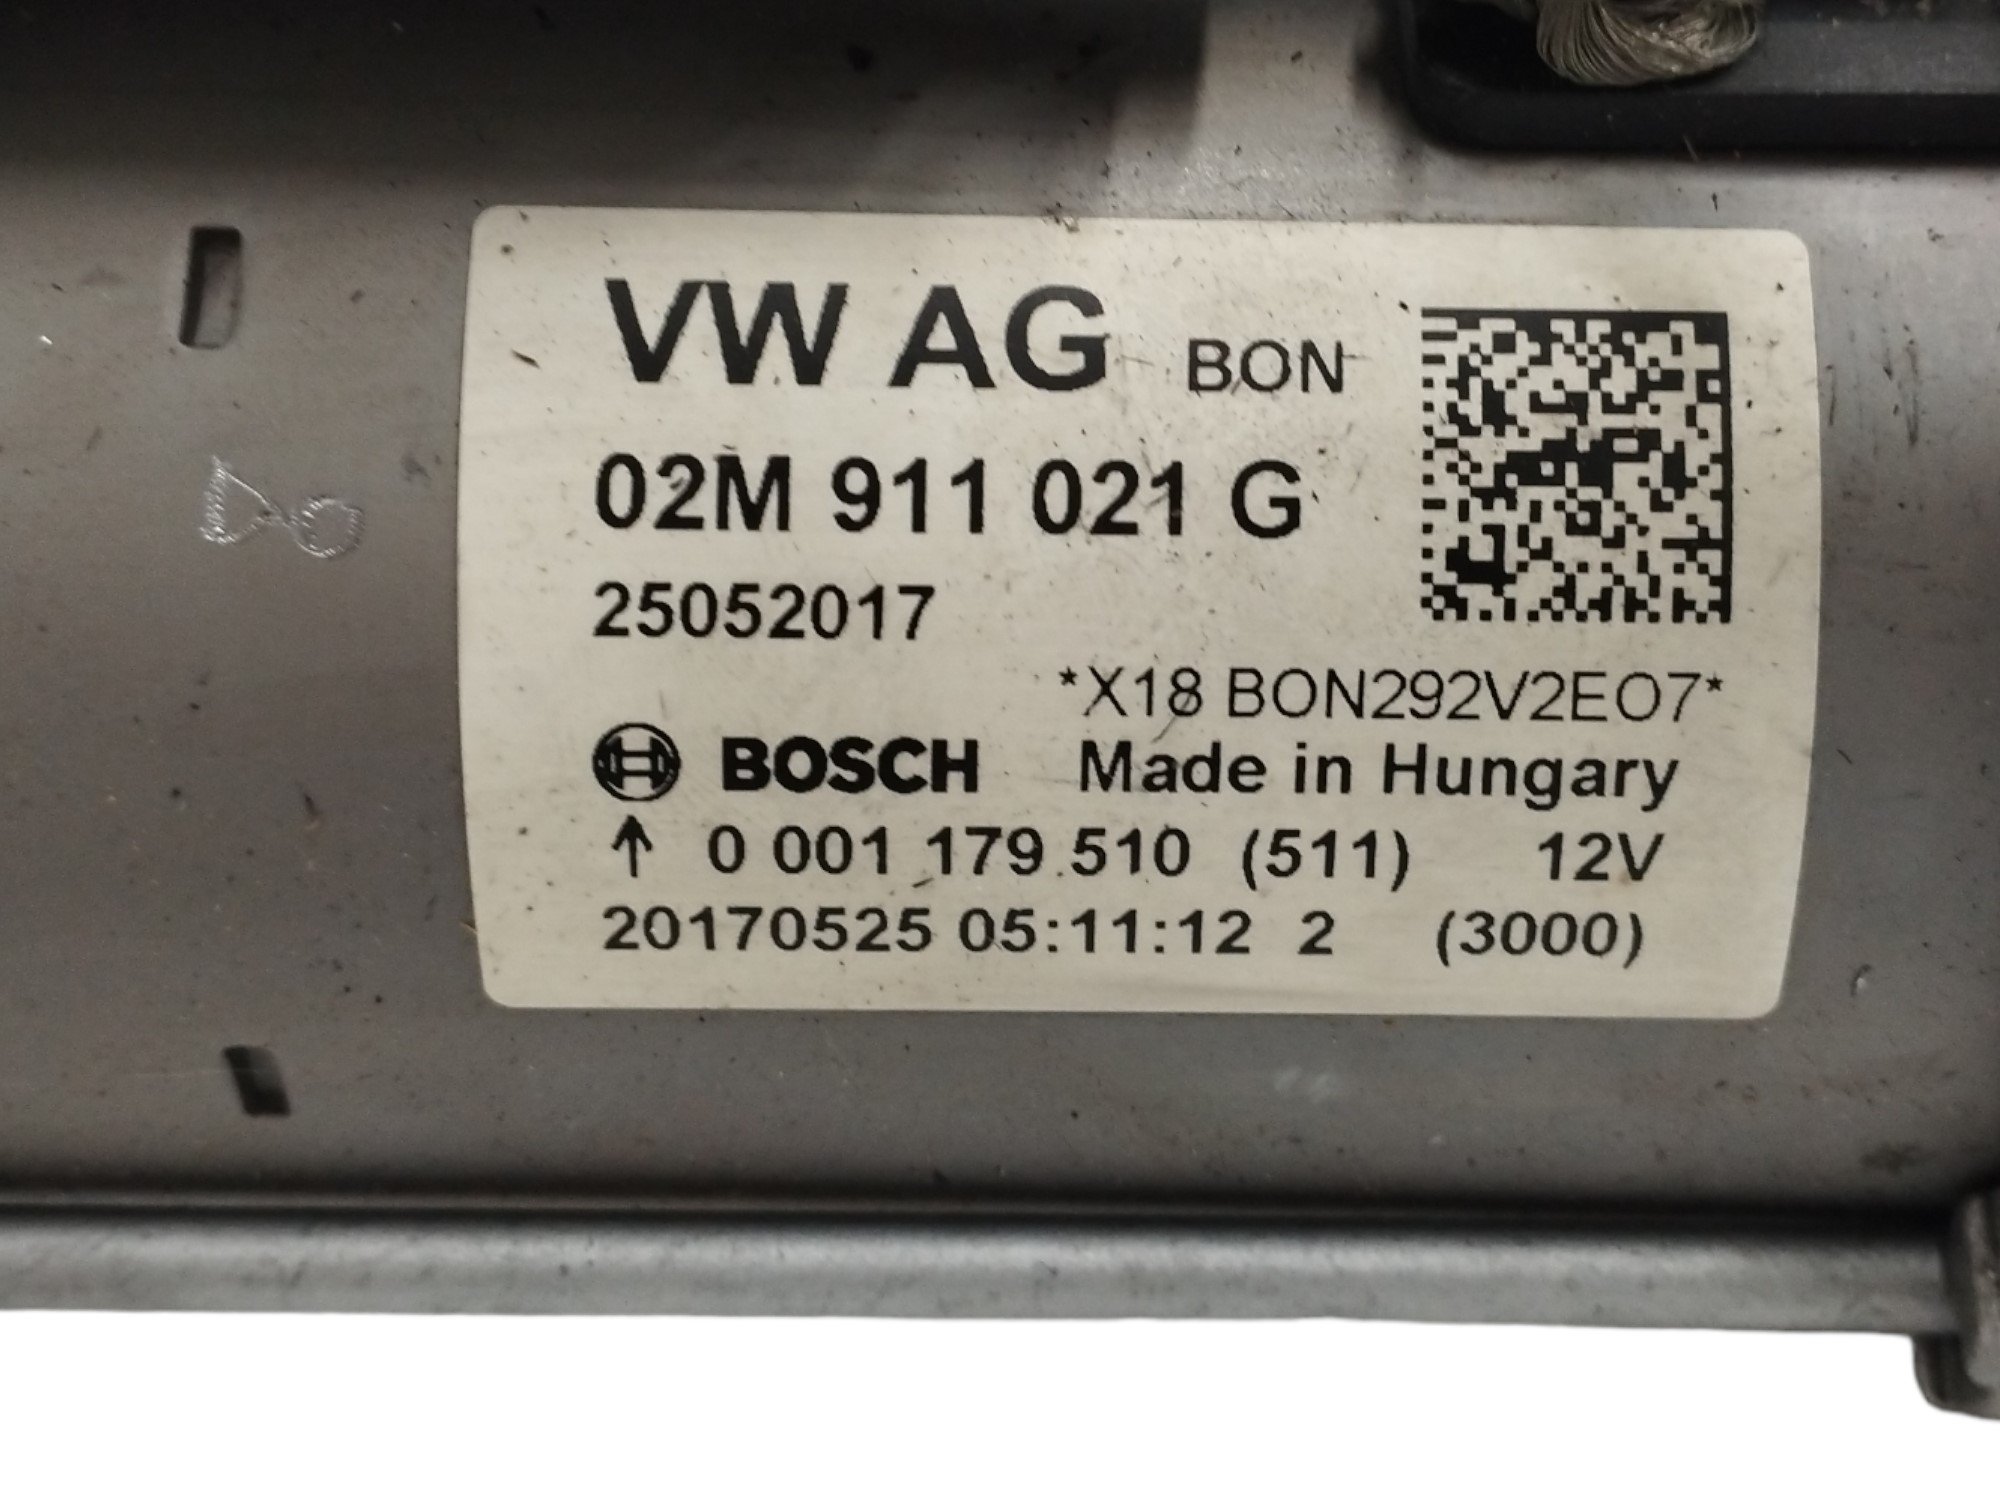 VW AG BON
02M 911 021 G
25052017
*X18 BON292V2EO7*
BOSCH Made in Hungary
↑ 0 001 179 510 (511) 12V
20170525 05:11:12 2 (3000)